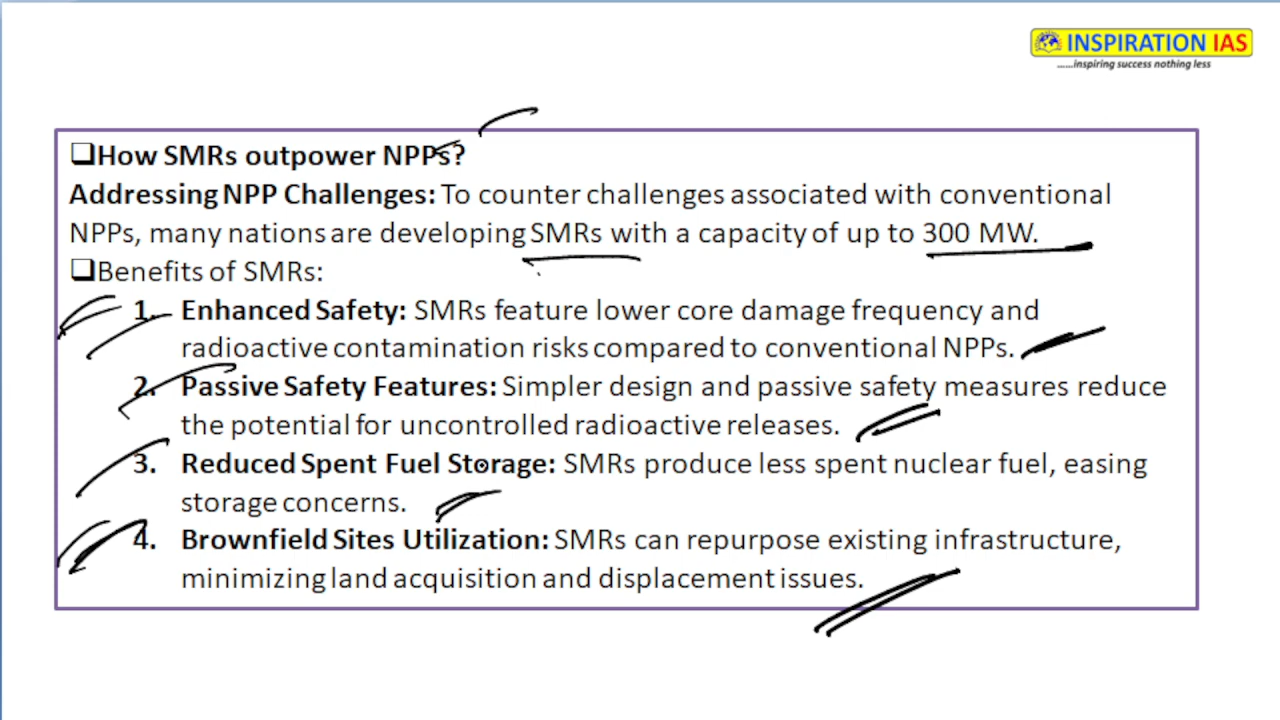 INSPIRATION IAS
......inspiring success nothing less
❑How SMRs outpower NPPs?
Addressing NPP Challenges: To counter challenges associated with conventional
NPPs, many nations are developing SMRs with a capacity of up to 300 MW.
❑Benefits of SMRs:
1. Enhanced Safety: SMRs feature lower core damage frequency and
radioactive contamination risks compared to conventional NPPs.
2. Passive Safety Features: Simpler design and passive safety measures reduce
the potential for uncontrolled radioactive releases.
3. Reduced Spent Fuel Storage: SMRs produce less spent nuclear fuel, easing
storage concerns.
4. Brownfield Sites Utilization: SMRs can repurpose existing infrastructure,
minimizing land acquisition and displacement issues.